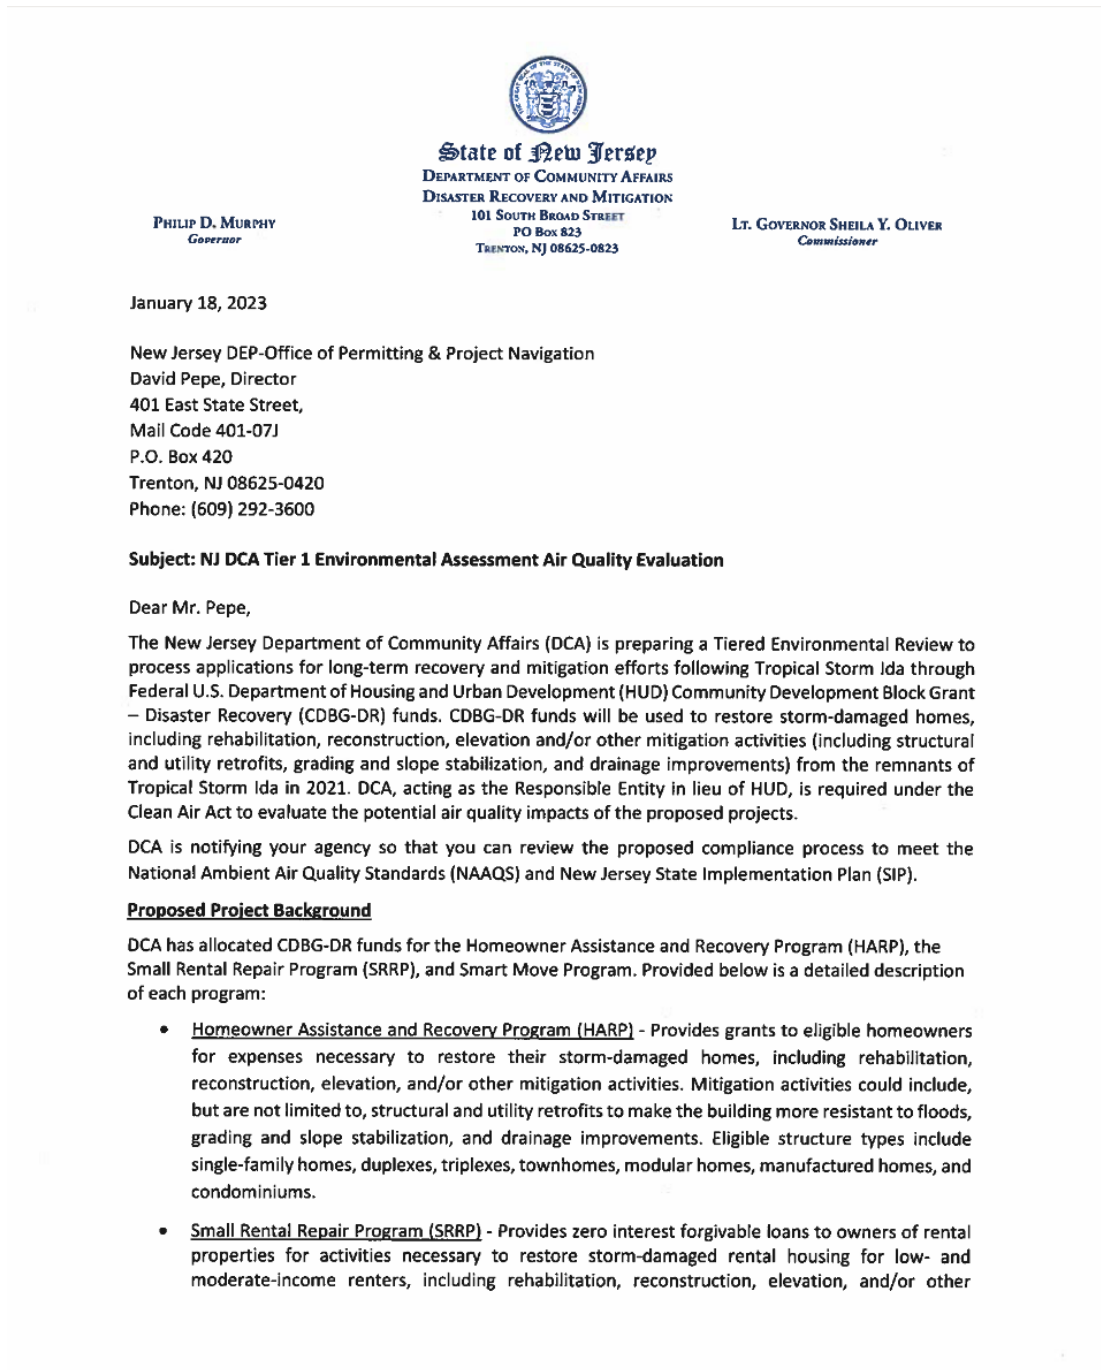 State of New Jersey
DEPARTMENT OF COMMUNITY AFFAIRS
DISASTER RECOVERY AND MITIGATION
101 SOUTH BROAD STREET
PO BOX 823
TRENTON, NJ 08625-0823
PHILIP D. MURPHY
Governor
LT. GOVERNOR SHEILA Y. OLIVER
Commissioner
January 18, 2023
New Jersey DEP-Office of Permitting & Project Navigation
David Pepe, Director
401 East State Street,
Mail Code 401-07J
P.O. Box 420
Trenton, NJ 08625-0420
Phone: (609) 292-3600
Subject: NJ DCA Tier 1 Environmental Assessment Air Quality Evaluation
Dear Mr. Pepe,
The New Jersey Department of Community Affairs (DCA) is preparing a Tiered Environmental Review to
process applications for long-term recovery and mitigation efforts following Tropical Storm Ida through
Federal U.S. Department of Housing and Urban Development (HUD) Community Development Block Grant
– Disaster Recovery (CDBG-DR) funds. CDBG-DR funds will be used to restore storm-damaged homes,
including rehabilitation, reconstruction, elevation and/or other mitigation activities (including structural
and utility retrofits, grading and slope stabilization, and drainage improvements) from the remnants of
Tropical Storm Ida in 2021. DCA, acting as the Responsible Entity in lieu of HUD, is required under the
Clean Air Act to evaluate the potential air quality impacts of the proposed projects.
DCA is notifying your agency so that you can review the proposed compliance process to meet the
National Ambient Air Quality Standards (NAAQS) and New Jersey State Implementation Plan (SIP).
Proposed Project Background
DCA has allocated CDBG-DR funds for the Homeowner Assistance and Recovery Program (HARP), the
Small Rental Repair Program (SRRP), and Smart Move Program. Provided below is a detailed description
of each program:
• Homeowner Assistance and Recovery Program (HARP) - Provides grants to eligible homeowners
for expenses necessary to restore their storm-damaged homes, including rehabilitation,
reconstruction, elevation, and/or other mitigation activities. Mitigation activities could include,
but are not limited to, structural and utility retrofits to make the building more resistant to floods,
grading and slope stabilization, and drainage improvements. Eligible structure types include
single-family homes, duplexes, triplexes, townhomes, modular homes, manufactured homes, and
condominiums.
• Small Rental Repair Program (SRRP) - Provides zero interest forgivable loans to owners of rental
properties for activities necessary to restore storm-damaged rental housing for low- and
moderate-income renters, including rehabilitation, reconstruction, elevation, and/or other